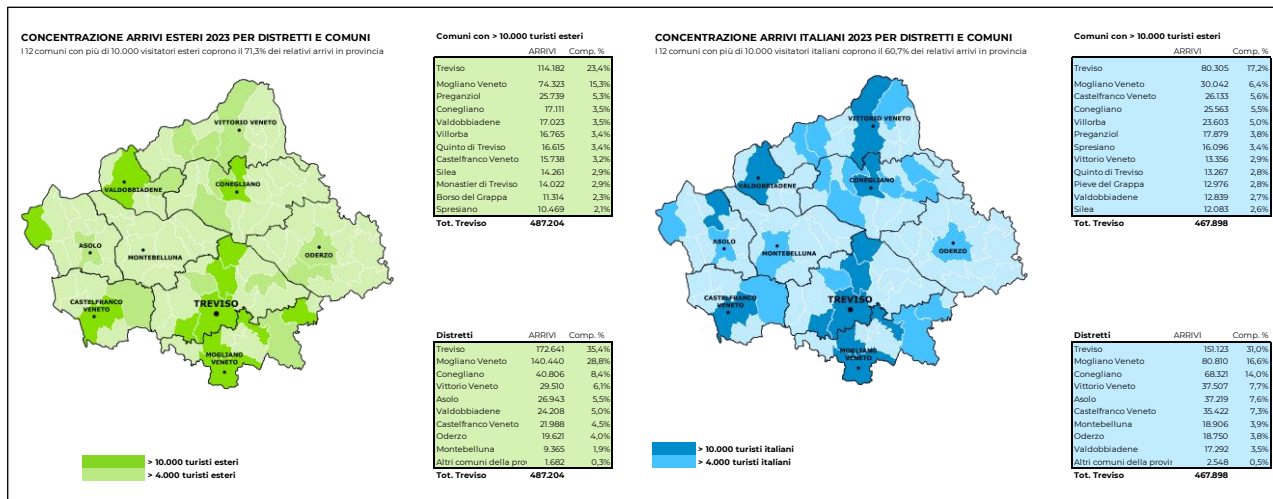 CONCENTRAZIONE ARRIVI ESTERI 2023 PER DISTRETTI E COMUNI
I 12 comuni con più di 10.000 visitatori esteri coprono il 71,3% dei relativi arrivi in provincia
VITTORIO VENETO
VALDOBBIADENE
CONEGLIANO
ASOLO
MONTEBELLUNA
ODERZO
CASTELFRANCO
VENETO
TREVISO
MOGLIANO
VENETO
> 10.000 turisti esteri
> 4.000 turisti esteri
Comuni con > 10.000 turisti esteri
ARRIVI Comp. %
Treviso 114.182 23,4%
Mogliano Veneto 74.323 15,3%
Preganziol 25.739 5,3%
Conegliano 17.111 3,5%
Valdobbiadene 17.023 3,5%
Villorba 16.765 3,4%
Quinto di Treviso 16.615 3,4%
Castelfranco Veneto 15.738 3,2%
Silea 14.261 2,9%
Monastier di Treviso 14.022 2,9%
Borso del Grappa 11.314 2,3%
Spresiano 10.469 2,1%
Tot. Treviso 487.204
Distretti ARRIVI Comp. %
Treviso 172.641 35,4%
Mogliano Veneto 140.440 28,8%
Conegliano 40.806 8,4%
Vittorio Veneto 29.510 6,1%
Asolo 26.943 5,5%
Valdobbiadene 24.208 5,0%
Castelfranco Veneto 21.988 4,5%
Oderzo 19.621 4,0%
Montebelluna 9.365 1,9%
Altri comuni della prov 1.682 0,3%
Tot. Treviso 487.204
CONCENTRAZIONE ARRIVI ITALIANI 2023 PER DISTRETTI E COMUNI
I 12 comuni con più di 10.000 visitatori italiani coprono il 60,7% dei relativi arrivi in provincia
VITTORIO VENETO
VALDOBBIADENE
CONEGLIANO
ASOLO
MONTEBELLUNA
ODERZO
CASTELFRANCO
VENETO
TREVISO
MOGLIANO
VENETO
> 10.000 turisti italiani
> 4.000 turisti italiani
Comuni con > 10.000 turisti esteri
ARRIVI Comp. %
Treviso 80.305 17,2%
Mogliano Veneto 30.042 6,4%
Castelfranco Veneto 26.133 5,6%
Conegliano 25.563 5,5%
Villorba 23.603 5,0%
Preganziol 17.879 3,8%
Spresiano 16.096 3,4%
Vittorio Veneto 13.356 2,9%
Quinto di Treviso 13.267 2,8%
Pieve del Grappa 12.976 2,8%
Valdobbiadene 12.839 2,7%
Silea 12.083 2,6%
Tot. Treviso 467.898
Distretti ARRIVI Comp. %
Treviso 151.123 31,0%
Mogliano Veneto 80.810 16,6%
Conegliano 68.321 14,0%
Vittorio Veneto 37.507 7,7%
Asolo 37.219 7,6%
Castelfranco Veneto 35.422 7,3%
Montebelluna 18.906 3,9%
Oderzo 18.750 3,8%
Valdobbiadene 17.292 3,5%
Altri comuni della provin 2.548 0,5%
Tot. Treviso 467.898